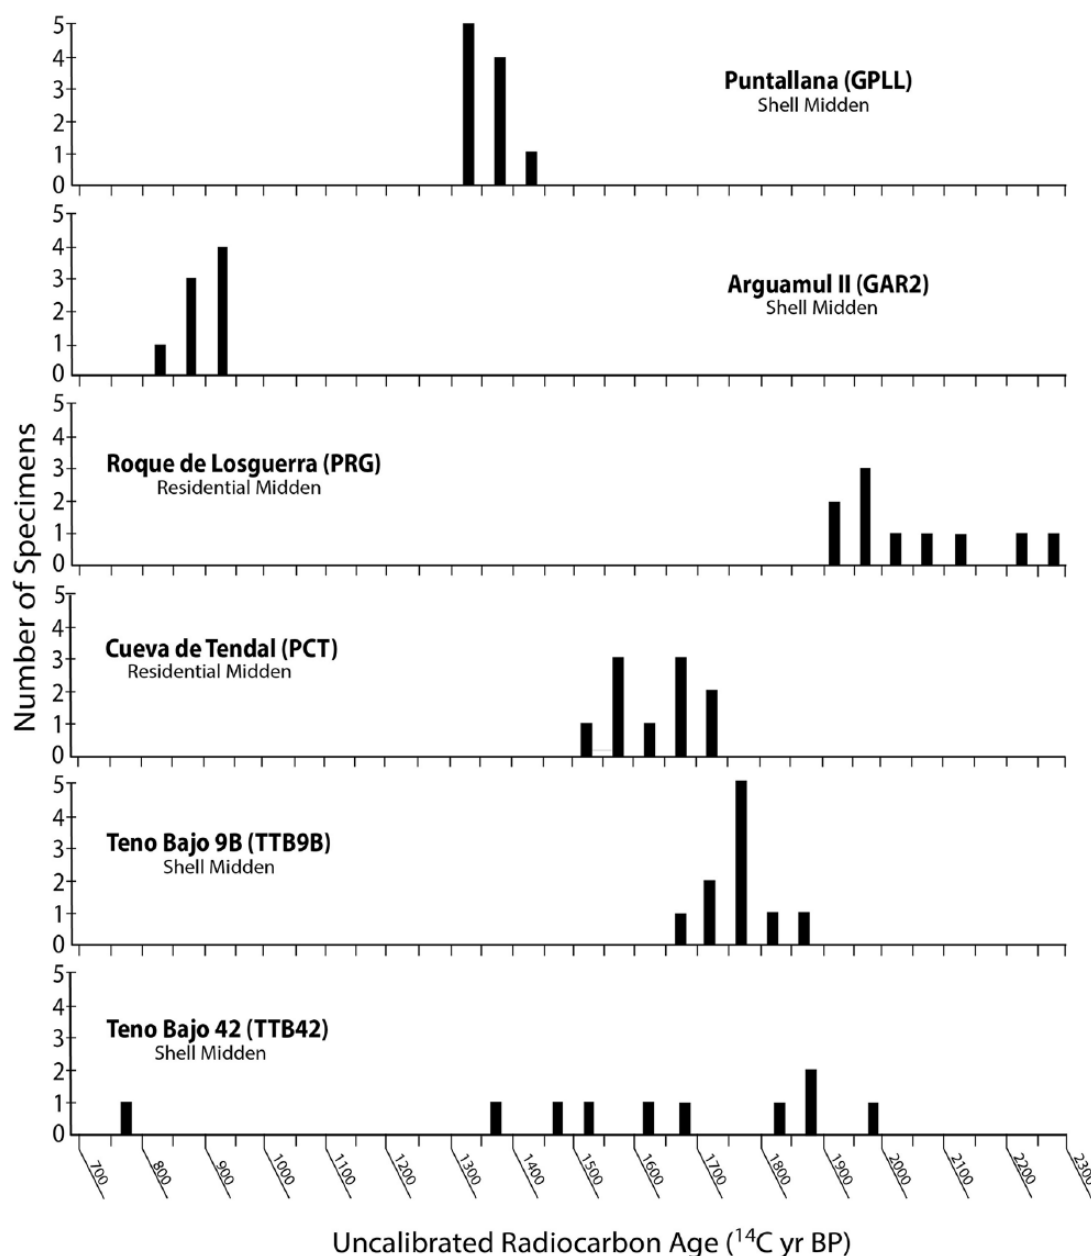 5
4
3
2
1
0
Puntallana (GPLL)
Shell Midden
5
4
3
2
1
0
Arguamul II (GAR2)
Shell Midden
5
4
3
2
1
0
Roque de Losguerra (PRG)
Residential Midden
5
4
3
2
1
0
Cueva de Tendal (PCT)
Residential Midden
5
4
3
2
1
0
Teno Bajo 9B (TTB9B)
Shell Midden
5
4
3
2
1
0
Teno Bajo 42 (TTB42)
Shell Midden
Number of Specimens
700 800 900 1000 1100 1200 1300 1400 1500 1600 1700 1800 1900 2000 2100 2200 2300
Uncalibrated Radiocarbon Age (¹⁴C yr BP)